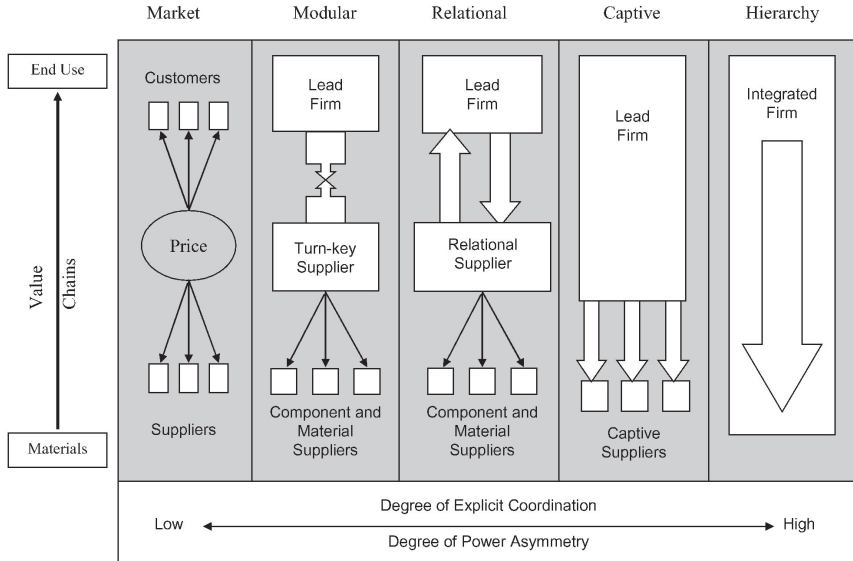 Market
Modular
Relational
Captive
Hierarchy
End Use
Value
Chains
Materials
Customers
Price
Suppliers
Lead
Firm
Turn-key
Supplier
Component and
Material
Suppliers
Lead
Firm
Relational
Supplier
Component and
Material
Suppliers
Lead
Firm
Captive
Suppliers
Integrated
Firm
Degree of Explicit Coordination
Low
High
Degree of Power Asymmetry